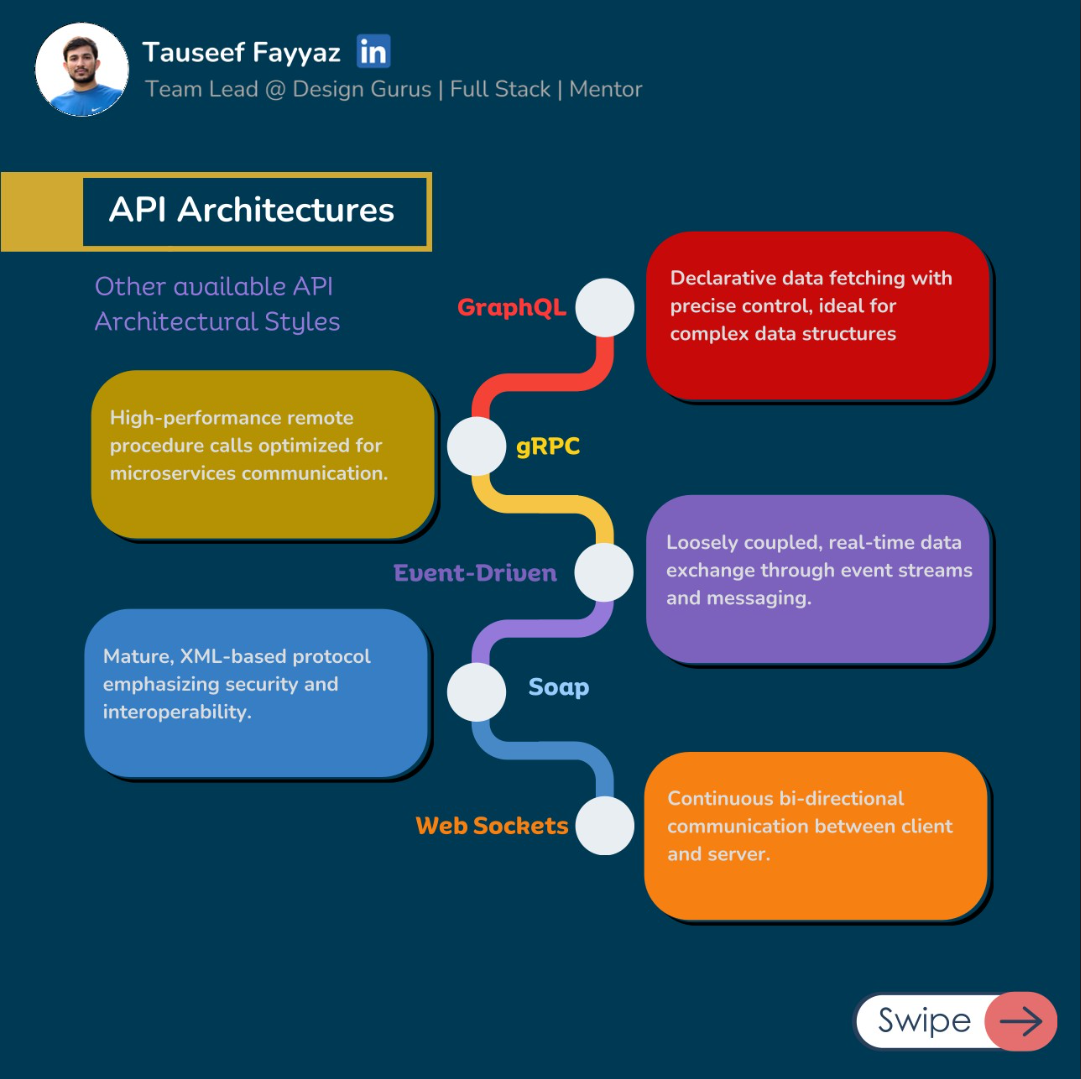 Tauseef Fayyaz in
Team Lead @ Design Gurus | Full Stack | Mentor
API Architectures
Other available API
Architectural Styles
GraphQL
Declarative data fetching with
precise control, ideal for
complex data structures
High-performance remote
procedure calls optimized for
microservices communication.
gRPC
Event-Driven
Loosely coupled, real-time data
exchange through event streams
and messaging.
Mature, XML-based protocol
emphasizing security and
interoperability.
Soap
Web Sockets
Continuous bi-directional
communication between client
and server.
Swipe